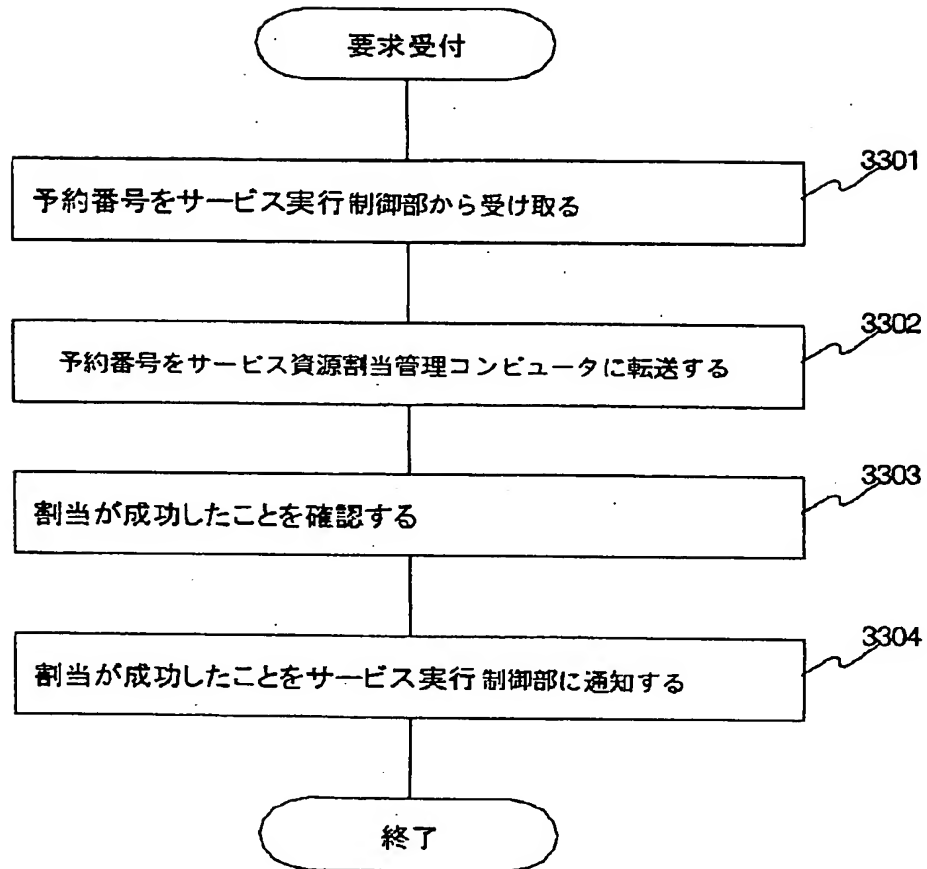 要求受付
3301
予約番号をサービス実行制御部から受け取る
3302
予約番号をサービス資源割当管理コンピュータに転送する
3303
割当が成功したことを確認する
3304
割当が成功したことをサービス実行制御部に通知する
終了